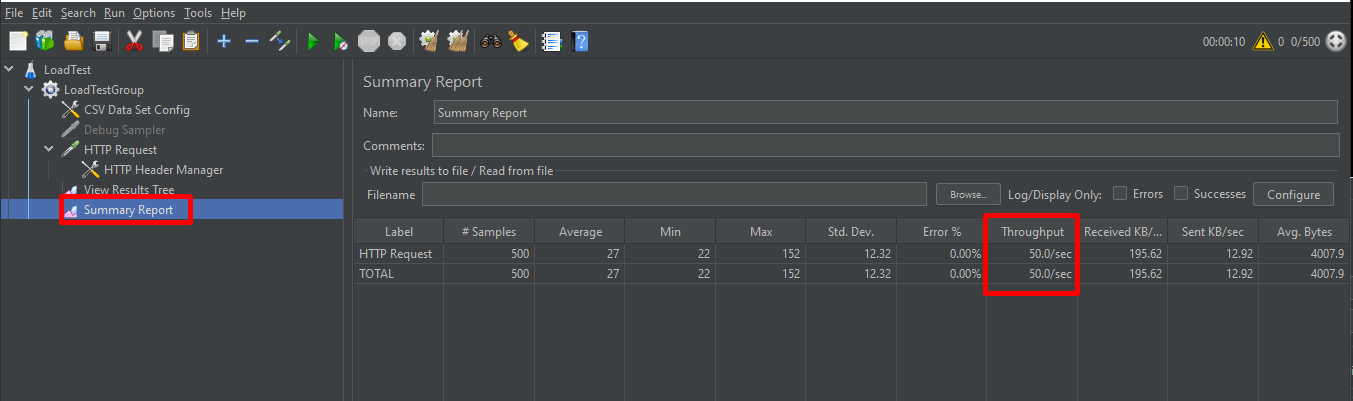 File Edit Search Run Options Tools Help
STOP 00:00:10 0 0/500
LoadTest
LoadTestGroup
CSV Data Set Config
Debug Sampler
HTTP Request
HTTP Header Manager
View Results Tree
Summary Report
Summary Report
Name: Summary Report
Comments:
Write results to file / Read from file
Filename Browse... Log/Display Only: Errors Successes Configure
Label # Samples Average Min Max Std. Dev. Error % Throughput Received KB/... Sent KB/sec Avg. Bytes
HTTP Request 500 27 22 152 12.32 0.00% 50.0/sec 195.62 12.92 4007.9
TOTAL 500 27 22 152 12.32 0.00% 50.0/sec 195.62 12.92 4007.9